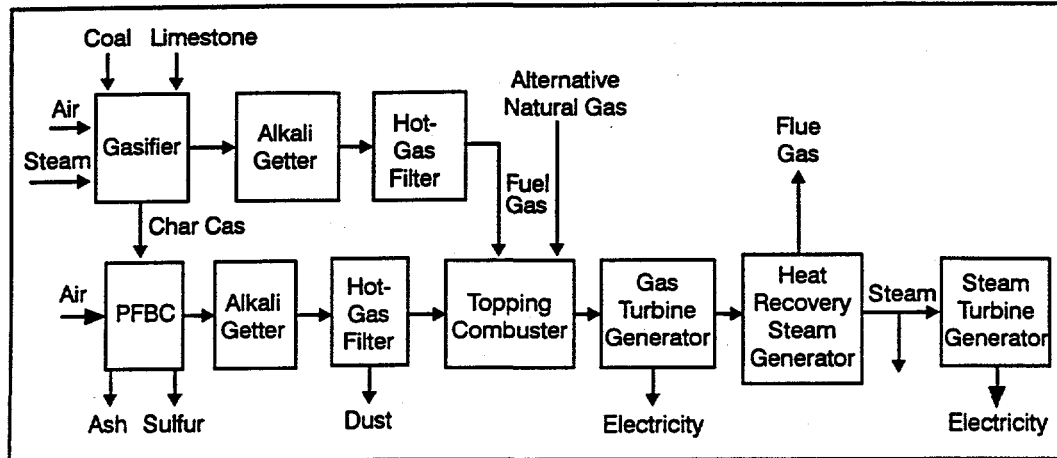 Coal Limestone
Alternative
Natural Gas
Air
Steam
Gasifier
Alkali
Getter
Hot-
Gas
Filter
Fuel
Gas
Flue
Gas
Char Cas
Air
PFBC
Alkali
Getter
Hot-
Gas
Filter
Topping
Combuster
Gas
Turbine
Generator
Heat
Recovery
Steam
Generator
Steam
Steam
Turbine
Generator
Ash Sulfur
Dust
Electricity
Electricity